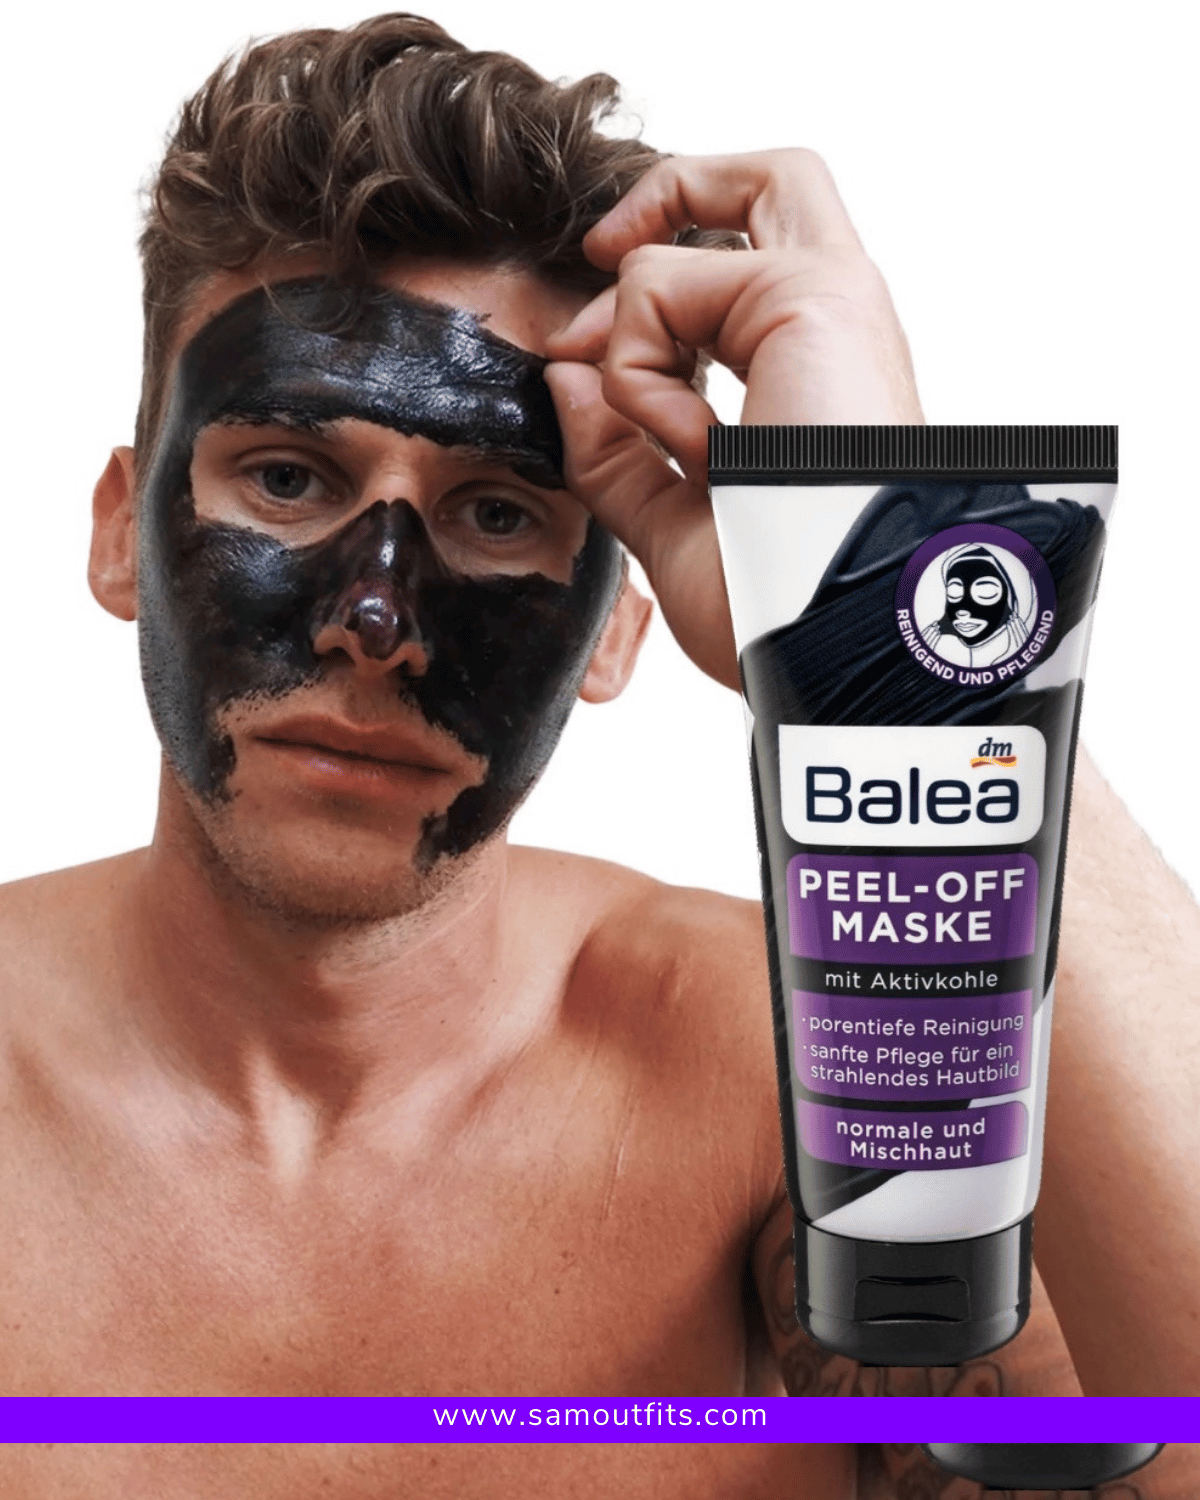 REINIGEND UND PFLEGEND
dm
Balea
PEEL-OFF
MASKE
mit Aktivkohle
· porentiefe Reinigung
· sanfte Pflege für ein
strahlendes Hautbild
normale und
Mischhaut
www.samoutfits.com